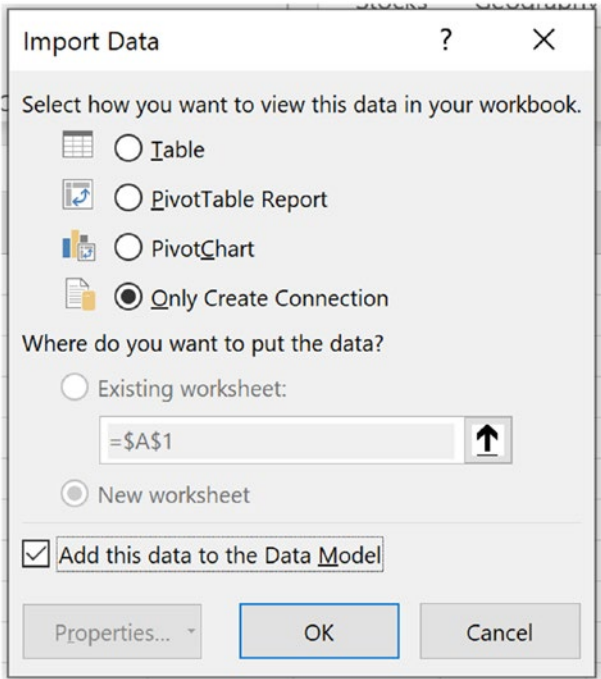 Stocks Geography
Import Data ? ×
Select how you want to view this data in your workbook.
Table
PivotTable Report
PivotChart
Only Create Connection
Where do you want to put the data?
Existing worksheet:
=$A$1
New worksheet
Add this data to the Data Model
Properties...
OK
Cancel